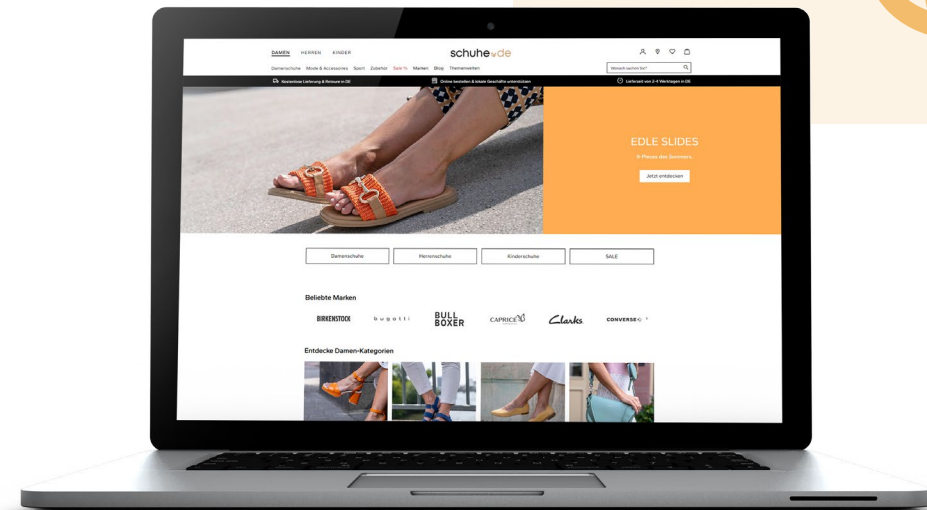 DAMEN HERREN KINDER
schuhe de
Damenschuhe Mode & Accessoires Sport Zubehör Sale % Marken Blog Themenwelten
Wonach suchst du?
Kostenlose Lieferung & Retoure in DE
Online bestellen & lokale Geschäfte unterstützen
Lieferzeit von 2-4 Werktagen in DE
EDLE SLIDES
It-Pieces des Sommers
Jetzt entdecken
Damenschuhe
Herrenschuhe
Kinderschuhe
SALE
Beliebte Marken
BIRKENSTOCK
bugatti
BULL
BOXER
CAPRICE
Clarks
CONVERSE
Entdecke Damen-Kategorien